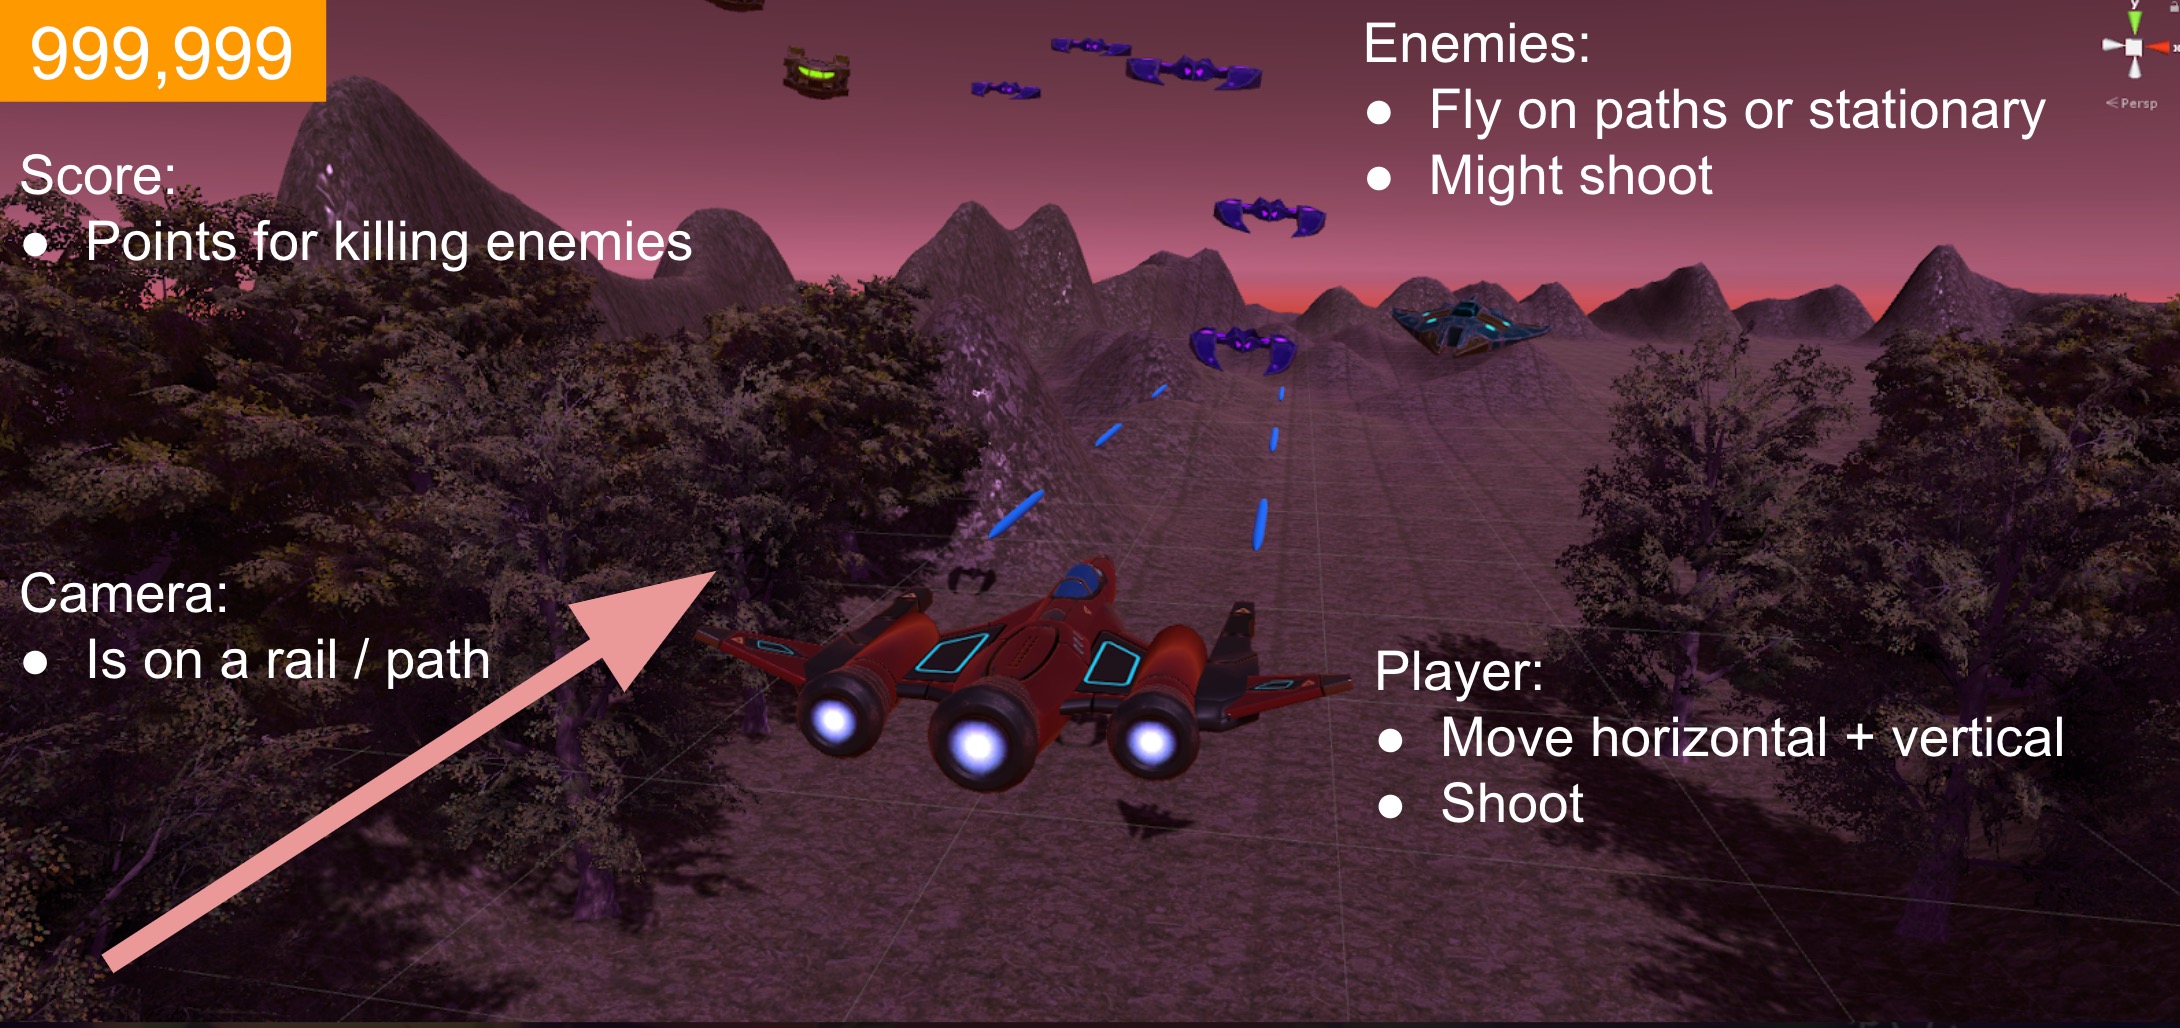 999,999
Score:
● Points for killing enemies
Camera:
● Is on a rail / path
Enemies:
● Fly on paths or stationary
● Might shoot
Player:
● Move horizontal + vertical
● Shoot
y
x
<Persp